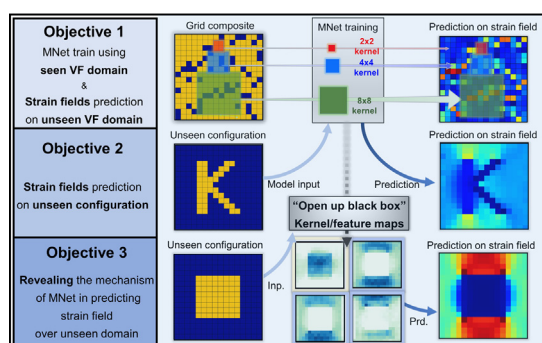 Objective 1
MNet train using
seen VF domain
&
Strain fields prediction
on unseen VF domain
Grid composite
MNet training
2x2
kernel
4x4
kernel
8x8
kernel
Prediction on strain field
Objective 2
Strain fields prediction
on unseen configuration
Unseen configuration
Model input
Prediction
Prediction on strain field
"Open up black box"
Kernel/feature maps
Objective 3
Revealing the mechanism
of MNet in predicting
strain field
over unseen domain
Unseen configuration
Inp.
Prd.
Prediction on strain field